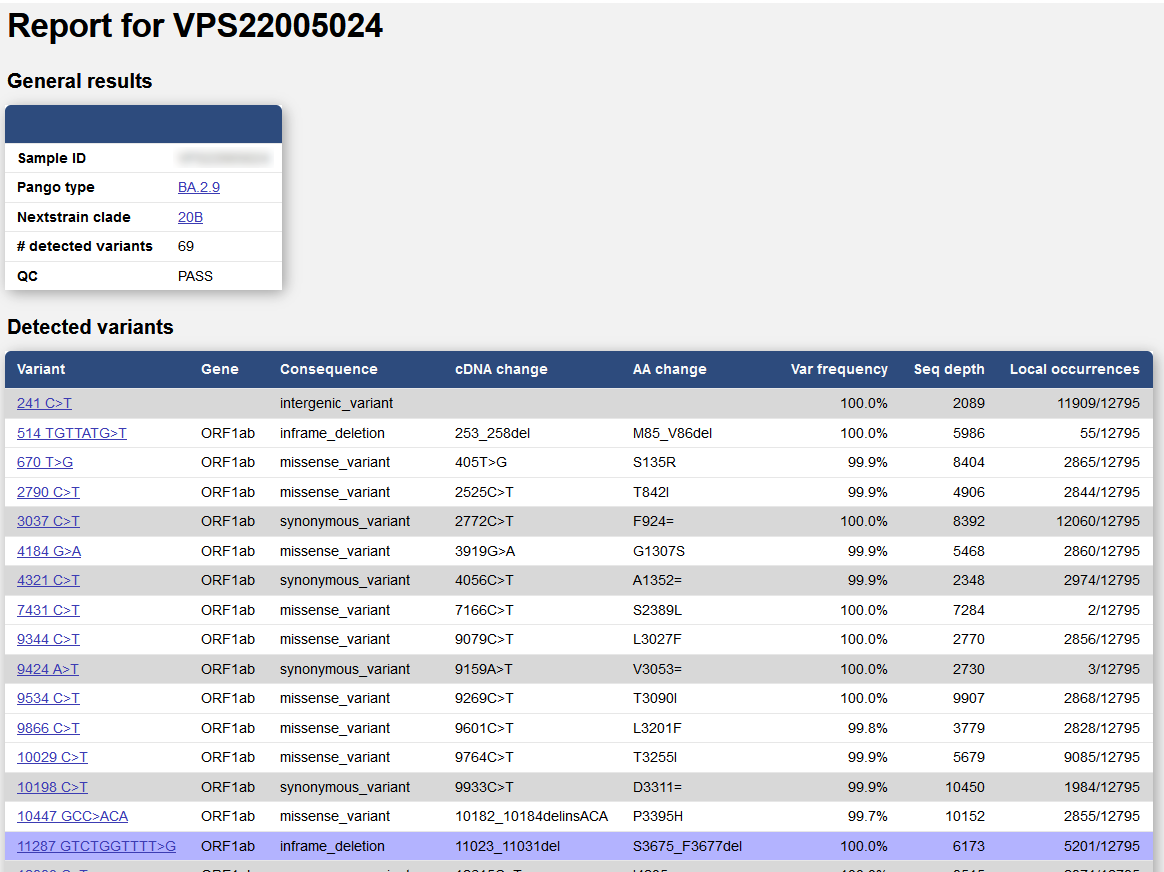 Report for VPS22005024
General results
Sample ID
Pango type BA.2.9
Nextstrain clade 20B
# detected variants 69
QC PASS
Detected variants
Variant Gene Consequence cDNA change AA change Var frequency Seq depth Local occurrences
241 C>T intergenic_variant 100.0% 2089 11909/12795
514 TGTTATG>T ORF1ab inframe_deletion 253_258del M85_V86del 100.0% 5986 55/12795
670 T>G ORF1ab missense_variant 405T>G S135R 99.9% 8404 2865/12795
2790 C>T ORF1ab missense_variant 2525C>T T842I 99.9% 4906 2844/12795
3037 C>T ORF1ab synonymous_variant 2772C>T F924= 100.0% 8392 12060/12795
4184 G>A ORF1ab missense_variant 3919G>A G1307S 99.9% 5468 2860/12795
4321 C>T ORF1ab synonymous_variant 4056C>T A1352= 99.9% 2348 2974/12795
7431 C>T ORF1ab missense_variant 7166C>T S2389L 100.0% 7284 2/12795
9344 C>T ORF1ab missense_variant 9079C>T L3027F 100.0% 2770 2856/12795
9424 A>T ORF1ab synonymous_variant 9159A>T V3053= 100.0% 2730 3/12795
9534 C>T ORF1ab missense_variant 9269C>T T3090I 100.0% 9907 2868/12795
9866 C>T ORF1ab missense_variant 9601C>T L3201F 99.8% 3779 2828/12795
10029 C>T ORF1ab missense_variant 9764C>T T3255I 99.9% 5679 9085/12795
10198 C>T ORF1ab synonymous_variant 9933C>T D3311= 99.9% 10450 1984/12795
10447 GCC>ACA ORF1ab missense_variant 10182_10184delinsACA P3395H 99.7% 10152 2855/12795
11287 GTCTGGTTTT>G ORF1ab inframe_deletion 11023_11031del S3675_F3677del 100.0% 6173 5201/12795